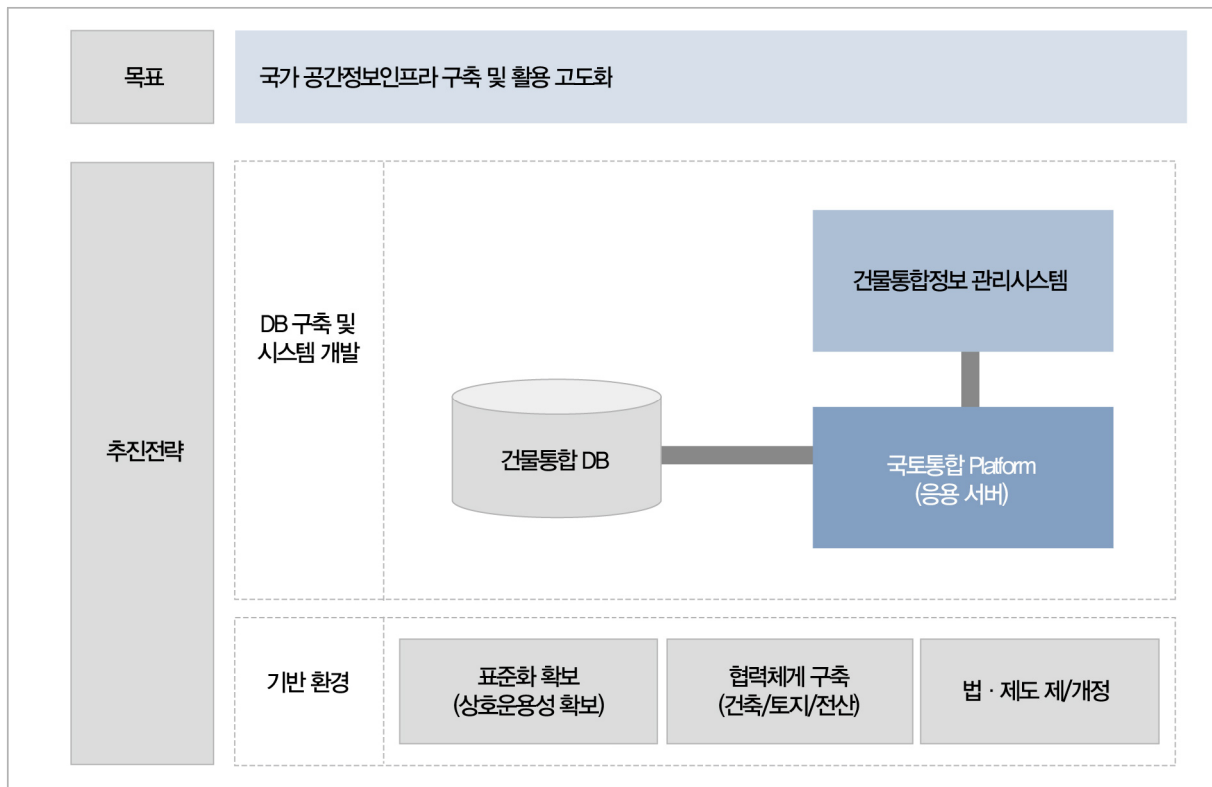 목표
국가 공간정보인프라 구축 및 활용 고도화
추진전략
DB 구축 및
시스템 개발
건물통합정보 관리시스템
건물통합 DB
국토통합 Platform
(응용 서버)
기반 환경
표준화 확보
(상호운용성 확보)
협력체계 구축
(건축/토지/전산)
법·제도 제/개정